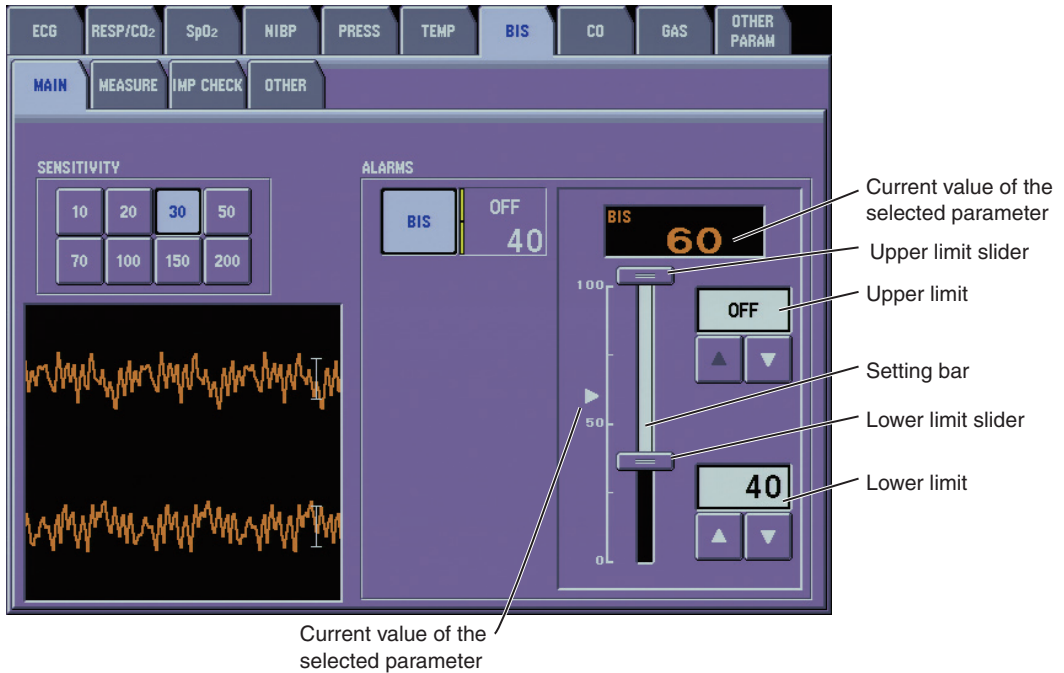 ECG RESP/CO2 SpO2 NIBP PRESS TEMP BIS CO GAS OTHER PARAM
MAIN MEASURE IMP CHECK OTHER
SENSITIVITY
10 20 30 50
70 100 150 200
ALARMS
BIS
OFF
40
BIS
60
100
50
0
OFF
40
Current value of the
selected parameter
Upper limit slider
Upper limit
Setting bar
Lower limit slider
Lower limit
Current value of the
selected parameter